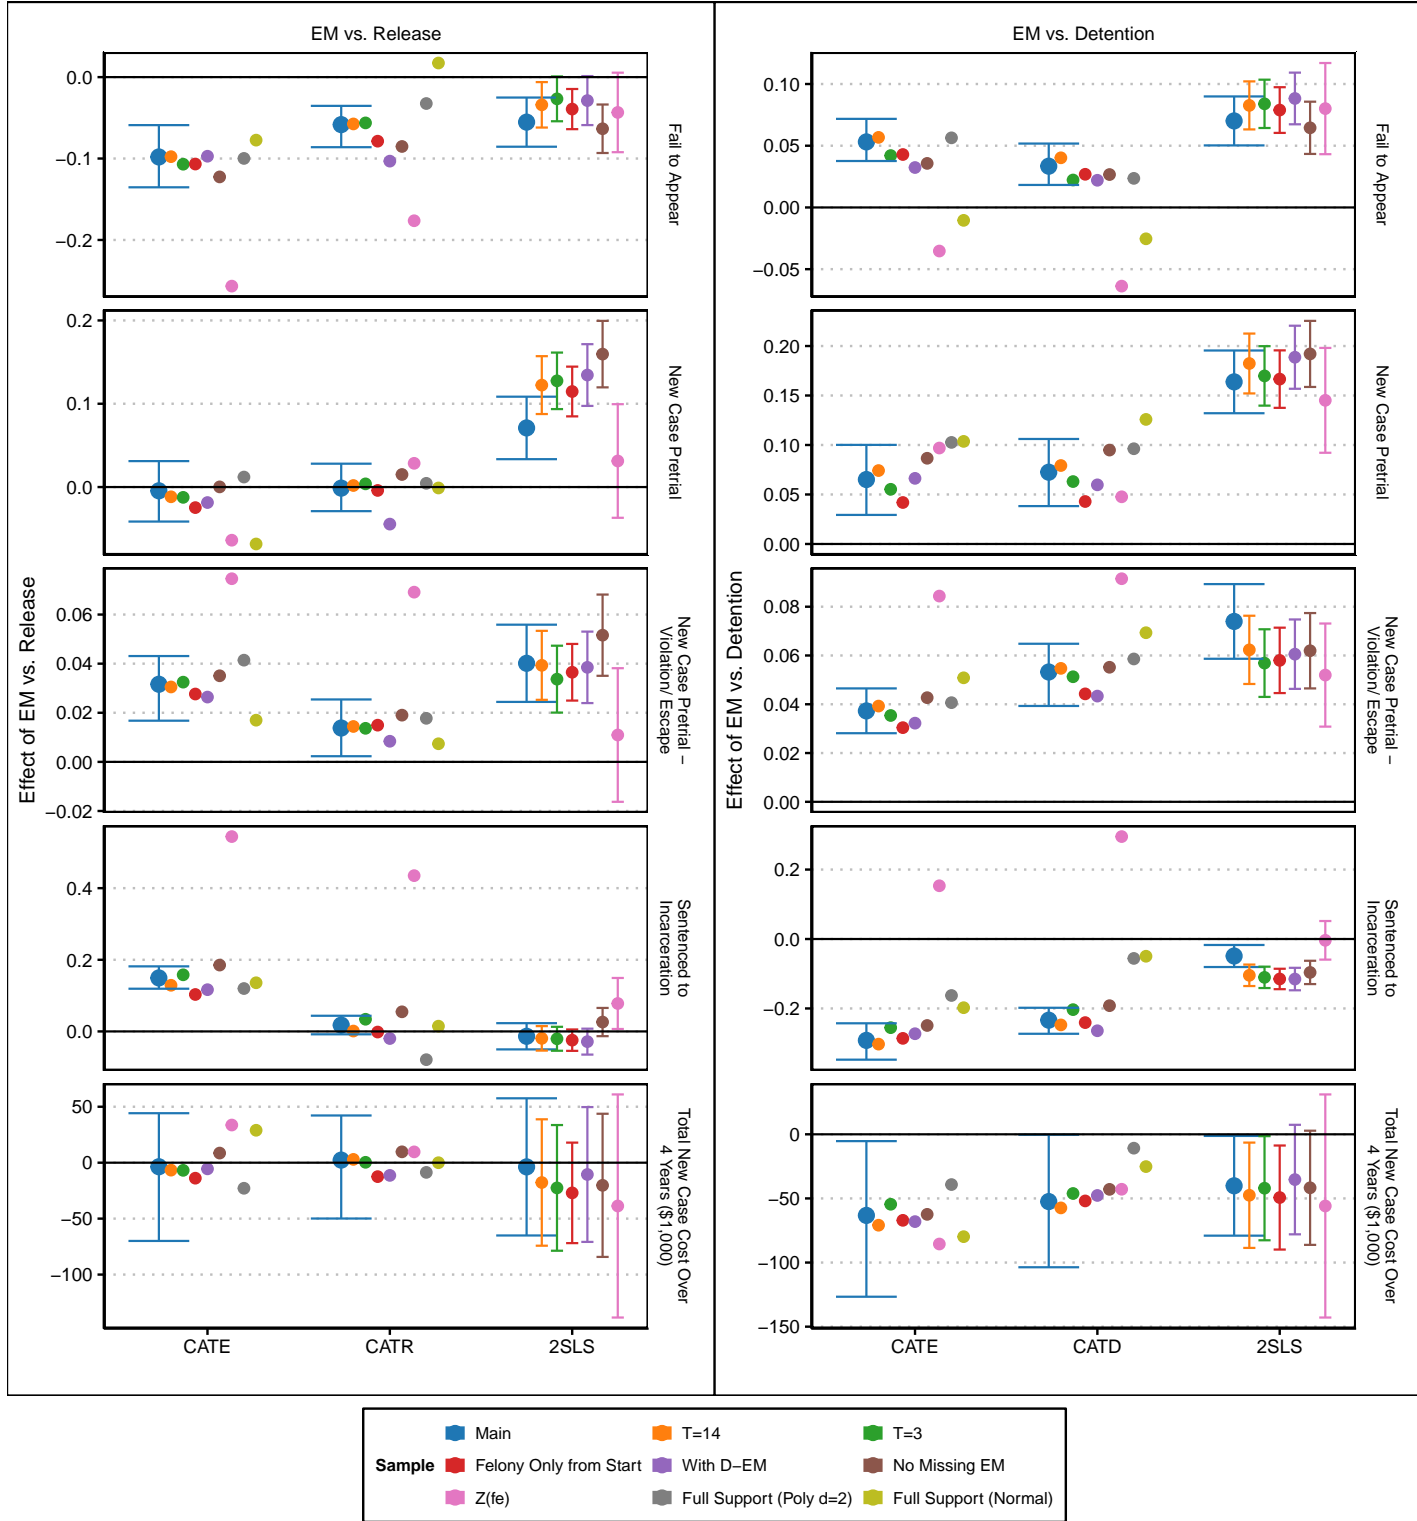 EM vs. Release
EM vs. Detention
Effect of EM vs. Release
0.0
−0.1
−0.2
Fail to Appear
0.2
0.1
0.0
New Case Pretrial
0.06
0.04
0.02
0.00
−0.02
New Case Pretrial −
Violation/ Escape
0.4
0.2
0.0
Sentenced to
Incarceration
50
0
−50
−100
Total New Case Cost Over
4 Years ($1,000)
CATE
CATR
2SLS
Effect of EM vs. Detention
0.10
0.05
0.00
−0.05
Fail to Appear
0.20
0.15
0.10
0.05
0.00
New Case Pretrial
0.08
0.06
0.04
0.02
0.00
New Case Pretrial −
Violation/ Escape
0.2
0.0
−0.2
Sentenced to
Incarceration
0
−50
−100
−150
Total New Case Cost Over
4 Years ($1,000)
CATE
CATD
2SLS
Sample
Main
T=14
T=3
Felony Only from Start
With D−EM
No Missing EM
Z(fe)
Full Support (Poly d=2)
Full Support (Normal)